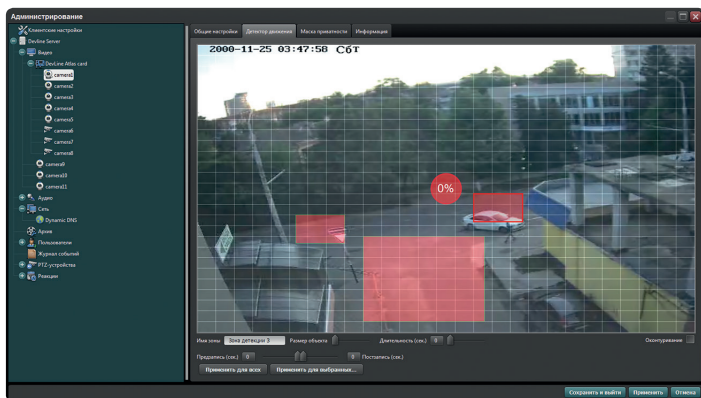 Администрирование
Клиентские настройки
Devline Server
Видео
DevLine Atlas card
camera1
camera2
camera3
camera4
camera5
camera6
camera7
camera8
camera9
camera10
camera11
Аудио
Сеть
Dynamic DNS
Архив
Пользователи
Журнал событий
PTZ-устройства
Реакции
Общие настройки Детектор движения Маска приватности Информация
2000-11-25 03:47:58 Сбт
0%
Имя зоны Зона детекции 3 Размер объекта Длительность (сек.) 0 Оконтуривание
Предзапись (сек.) 0 0 Постзапись (сек.)
Применить для всех Применить для выбранных...
Сохранить и выйти Применить Отмена